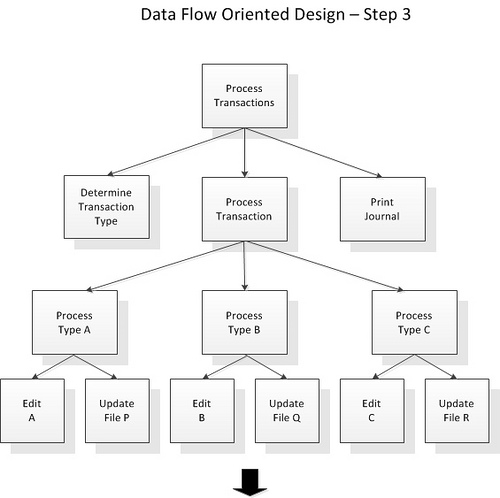 Data Flow Oriented Design – Step 3
Process
Transactions
Determine
Transaction
Type
Process
Transaction
Print
Journal
Process
Type A
Process
Type B
Process
Type C
Edit
A
Update
File P
Edit
B
Update
File Q
Edit
C
Update
File R